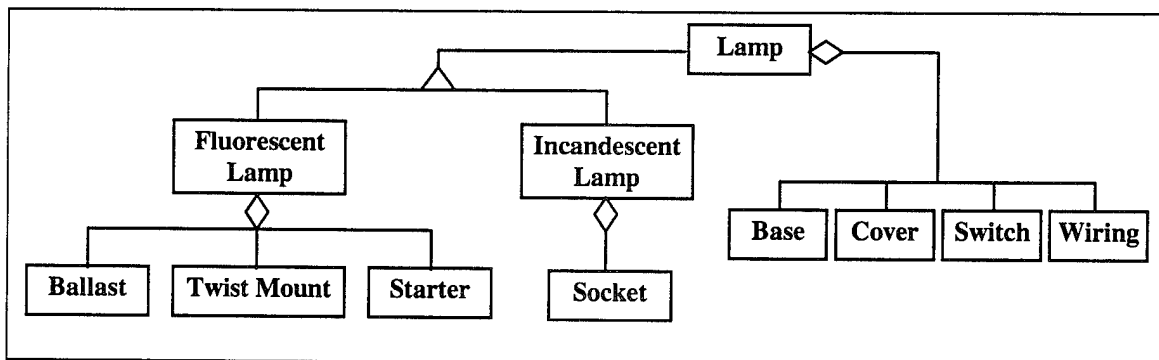 Lamp
Fluorescent
Lamp
Incandescent
Lamp
Base
Cover
Switch
Wiring
Ballast
Twist Mount
Starter
Socket